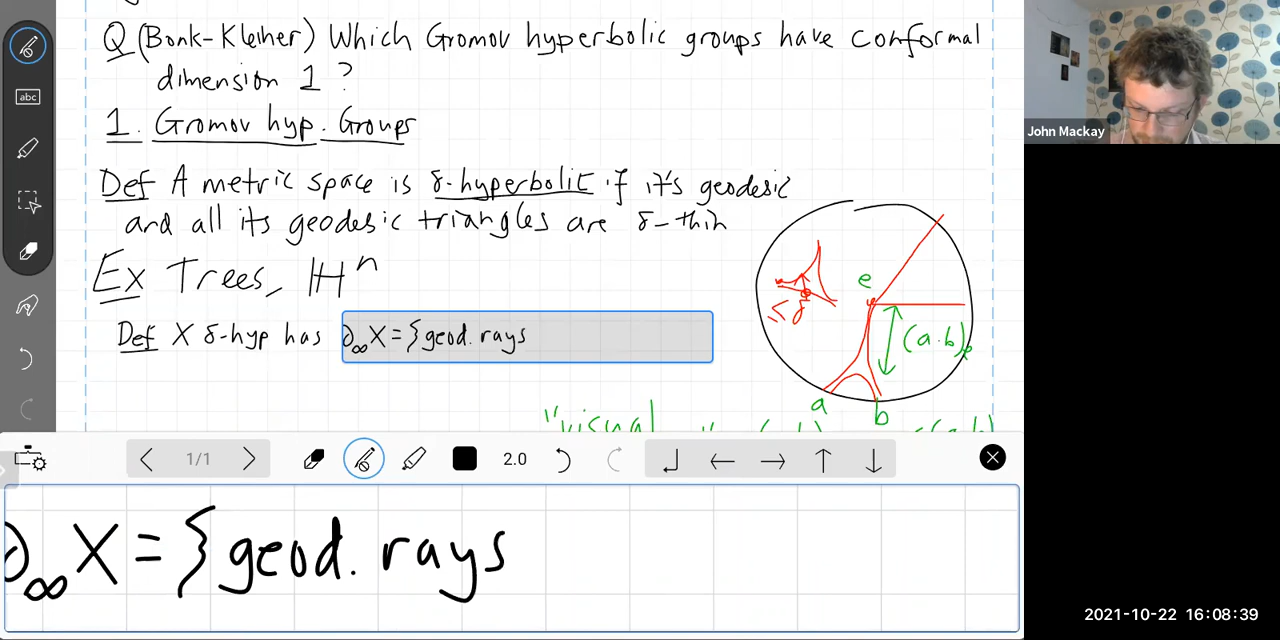 Q (Bonk-Kleiner) Which Gromov hyperbolic groups have conformal
dimension 1 ?
1. Gromov hyp. Groups
Def A metric space is δ-hyperbolic if it's geodesic
and all its geodesic triangles are δ-thin
Ex Trees, ℍⁿ
Def X δ-hyp has ∂∞X = { geod. rays
≤ δ
e
(a·b)e
a
b
"visual
abc
1/1
2.0
∂∞X = { geod. rays
John Mackay
2021-10-22 16:08:39